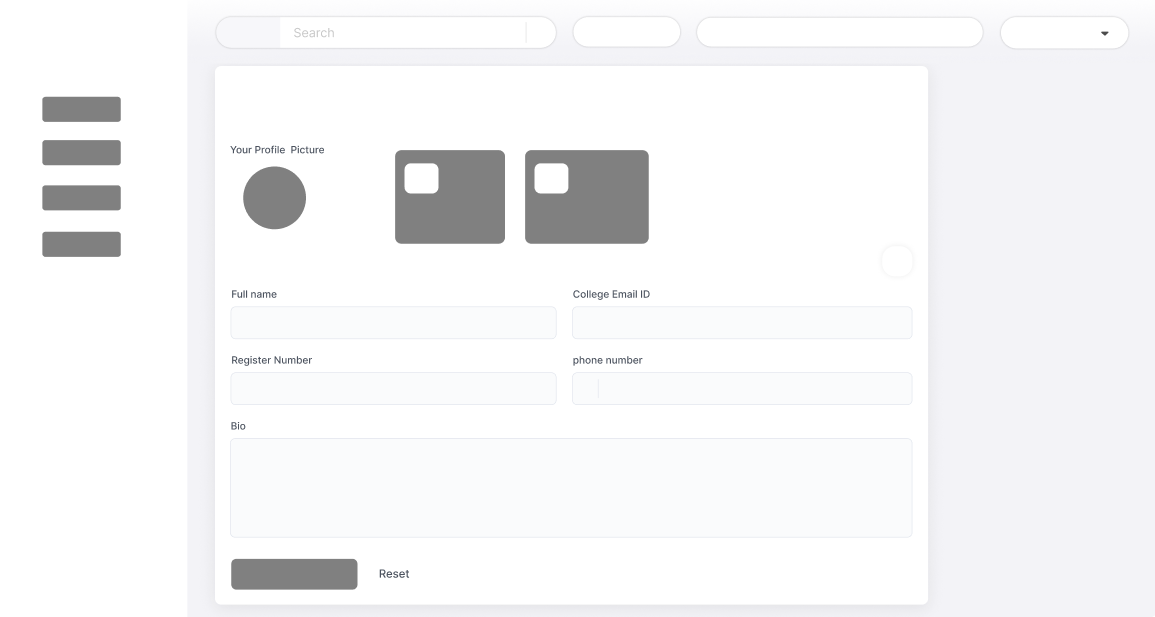 Search
Your Profile  Picture
Full name
College Email ID
Register Number
phone number
Bio
Reset